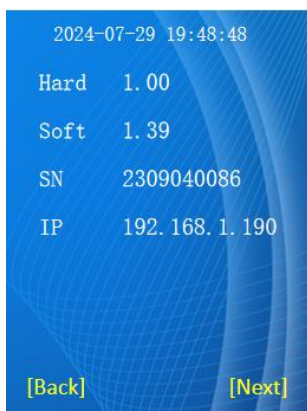 2024-07-29 19:48:48
Hard 1.00
Soft 1.39
SN 2309040086
IP 192.168.1.190
[Back] [Next]